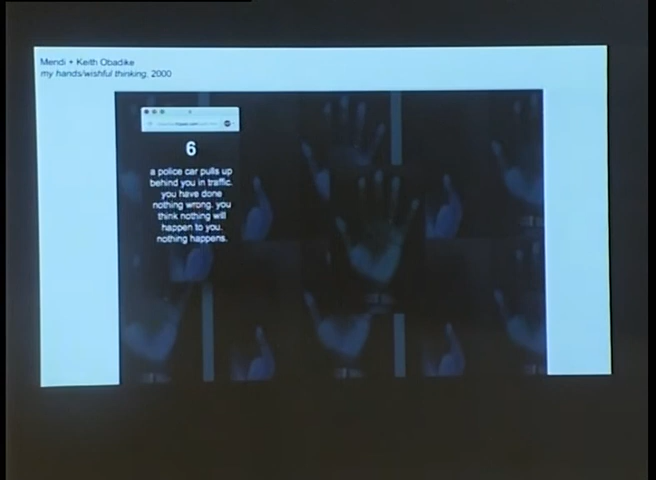 Mendi + Keith Obadike
my hands/wishful thinking, 2000
6
a police car pulls up
behind you in traffic.
you have done
nothing wrong. you
think nothing will
happen to you.
nothing happens.